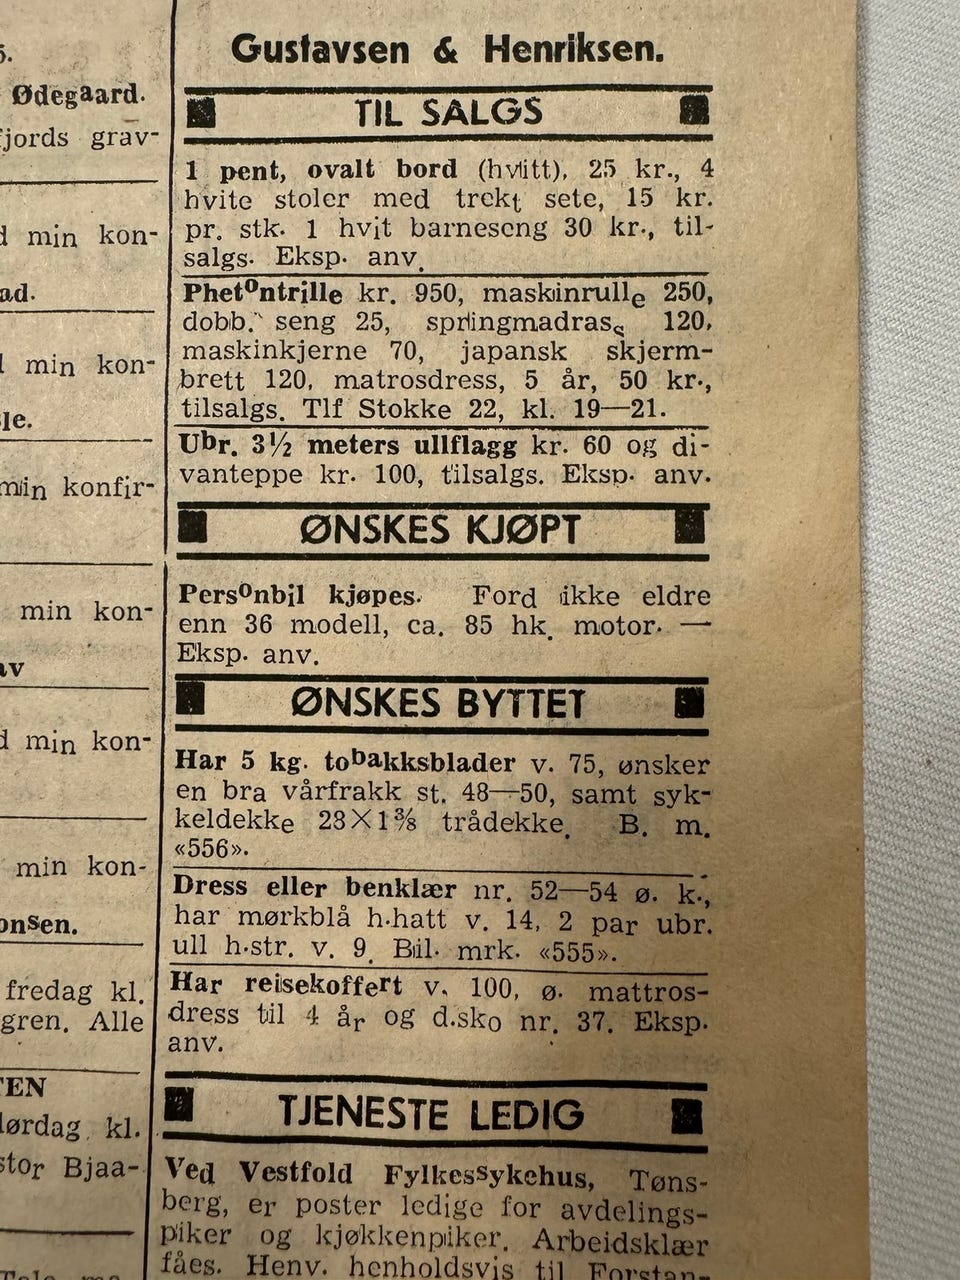 5.
Ødegaard.
fjords grav-
d min kon-
ad.
d min kon-
sle.
min konfir-
min kon-
av
d min kon-
min kon-
onsen.
fredag kl.
gren. Alle
TEN
lørdag kl.
stor Bjaa-
Gustavsen & Henriksen.
TIL SALGS
1 pent, ovalt bord (hvitt), 25 kr., 4
hvite stoler med trekt sete, 15 kr.
pr. stk. 1 hvit barneseng 30 kr., til-
salgs. Eksp. anv.
Phetontrille kr. 950, maskinrulle 250,
dobb. seng 25, springmadrass 120,
maskinkjerne 70, japansk skjerm-
brett 120, matrosdress, 5 år, 50 kr.,
tilsalgs. Tlf Stokke 22, kl. 19—21.
Ubr. 3½ meters ullflagg kr. 60 og di-
vanteppe kr. 100, tilsalgs. Eksp. anv.
ØNSKES KJØPT
Personbil kjøpes. Ford ikke eldre
enn 36 modell, ca. 85 hk. motor. —
Eksp. anv.
ØNSKES BYTTET
Har 5 kg. tobakksblader v. 75, ønsker
en bra vårfrakk st. 48—50, samt syk-
keldekke 28×1⅜ trådekke. B. m.
«556».
Dress eller benklær nr. 52—54 ø. k.,
har mørkblå h.hatt v. 14, 2 par ubr.
ull h.str. v. 9. Bil. mrk. «555».
Har reisekoffert v. 100, ø. mattros-
dress til 4 år og d.sko nr. 37. Eksp.
anv.
TJENESTE LEDIG
Ved Vestfold Fylkessykehus, Tøns-
berg, er poster ledige for avdelings-
piker og kjøkkenpiker. Arbeidsklær
fåes. Henv. henholdsvis til Forstan-